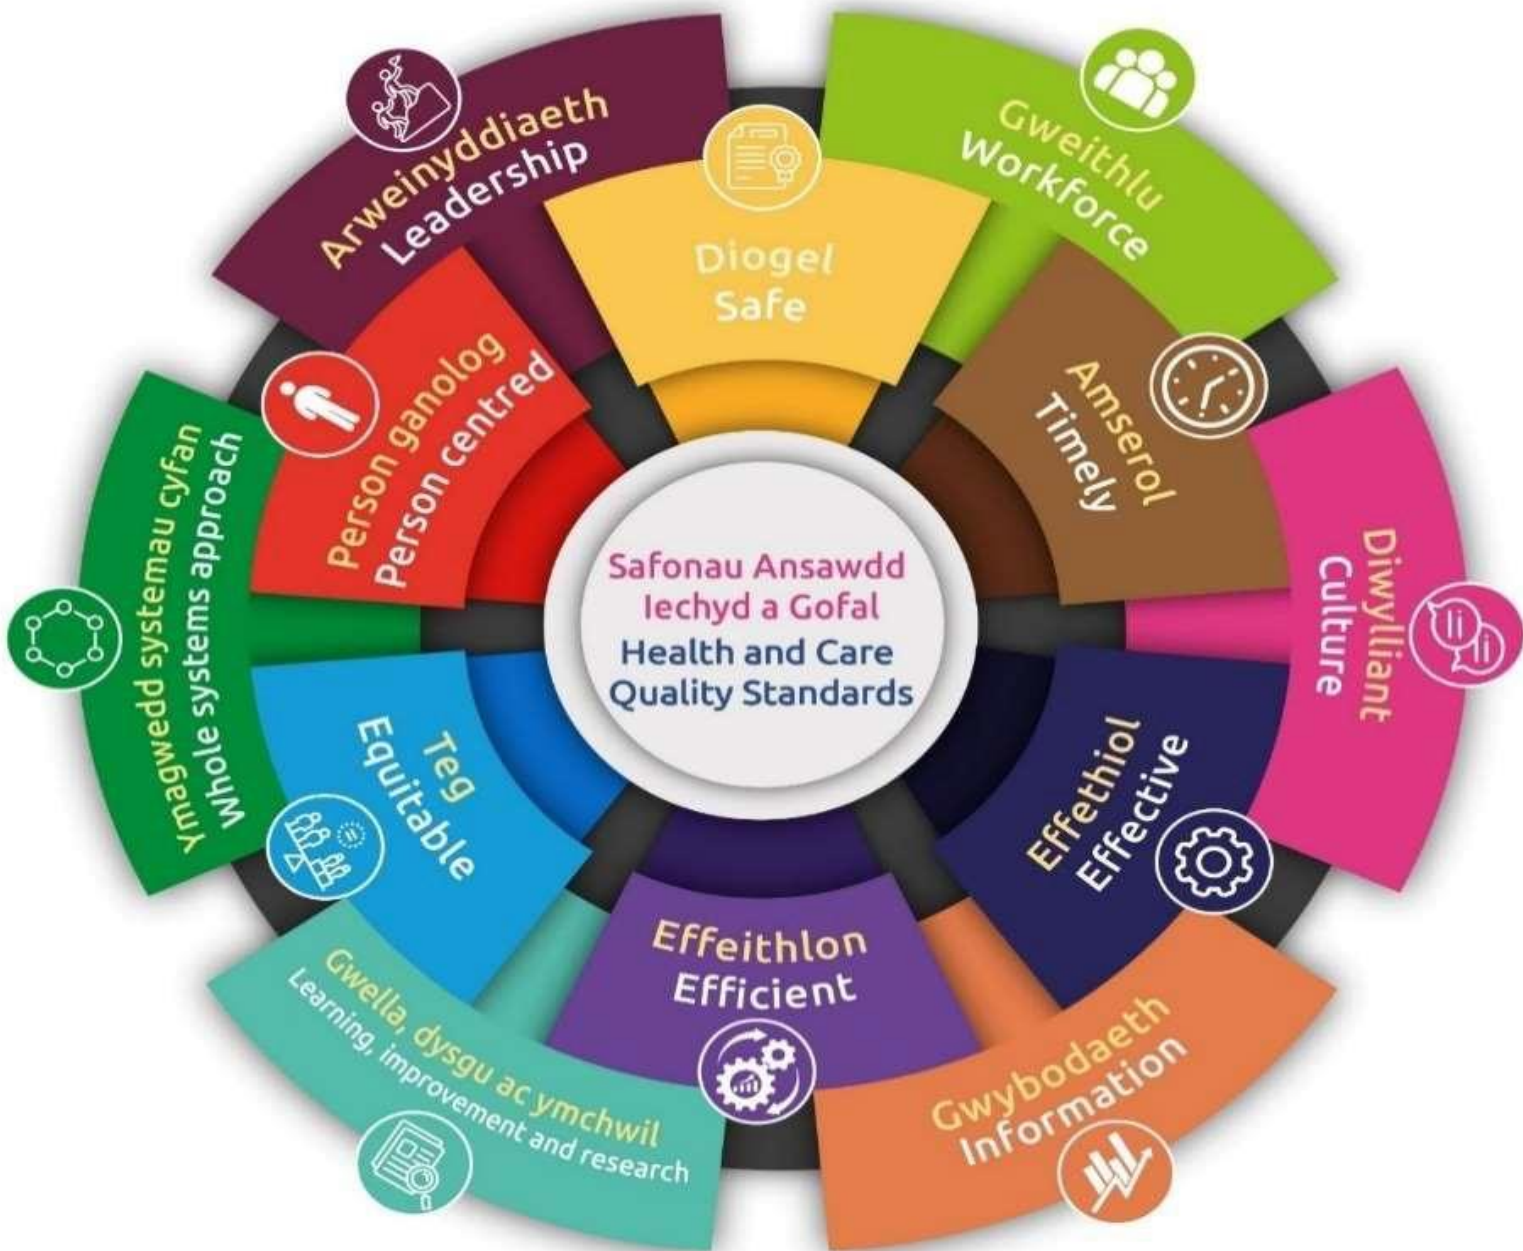 Safonau Ansawdd
Iechyd a Gofal
Health and Care
Quality Standards
Diogel
Safe
Amserol
Timely
Effethiol
Effective
Effeithlon
Efficient
Teg
Equitable
Person ganolog
Person centred
Arweinyddiaeth
Leadership
Gweithlu
Workforce
Diwylliant
Culture
Gwybodaeth
Information
Gwella, dysgu ac ymchwil
Learning, improvement and research
Ymagwedd systemau cyfan
Whole systems approach